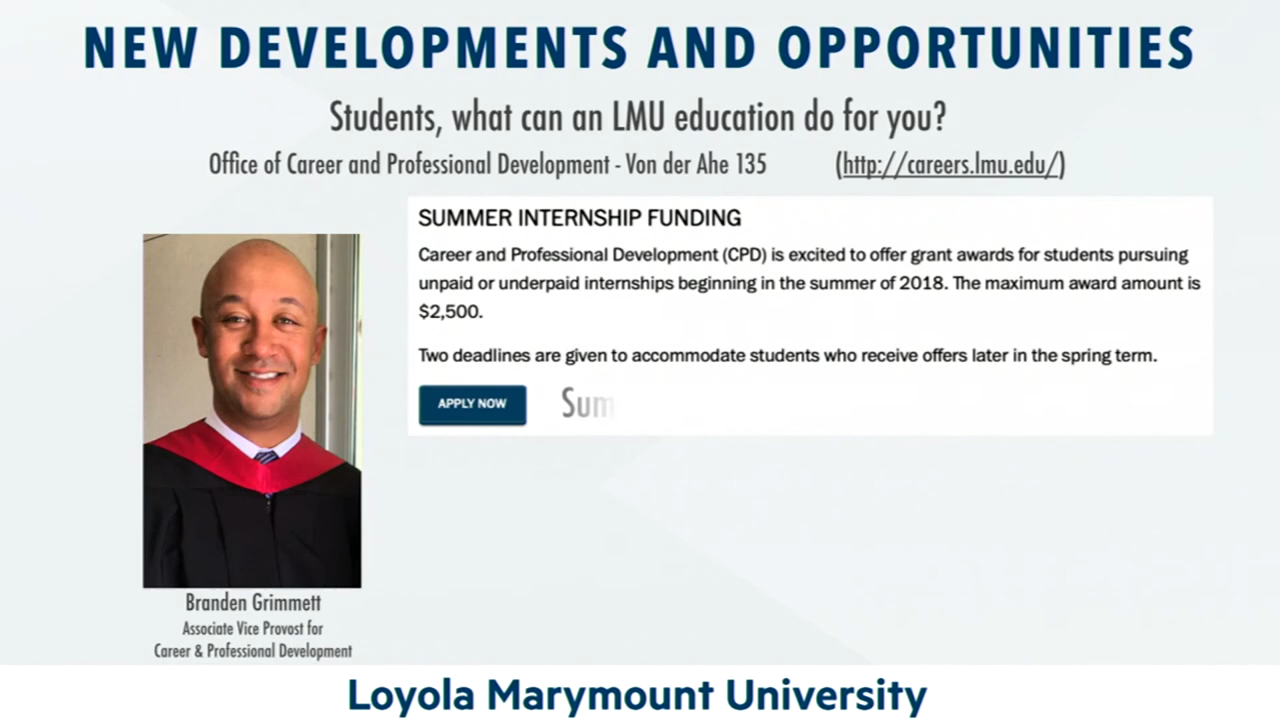 NEW DEVELOPMENTS AND OPPORTUNITIES
Students, what can an LMU education do for you?
Office of Career and Professional Development - Von der Ahe 135 (http://careers.lmu.edu/)
SUMMER INTERNSHIP FUNDING
Career and Professional Development (CPD) is excited to offer grant awards for students pursuing
unpaid or underpaid internships beginning in the summer of 2018. The maximum award amount is
$2,500.
Two deadlines are given to accommodate students who receive offers later in the spring term.
APPLY NOW
Sum
Branden Grimmett
Associate Vice Provost for
Career & Professional Development
Loyola Marymount University